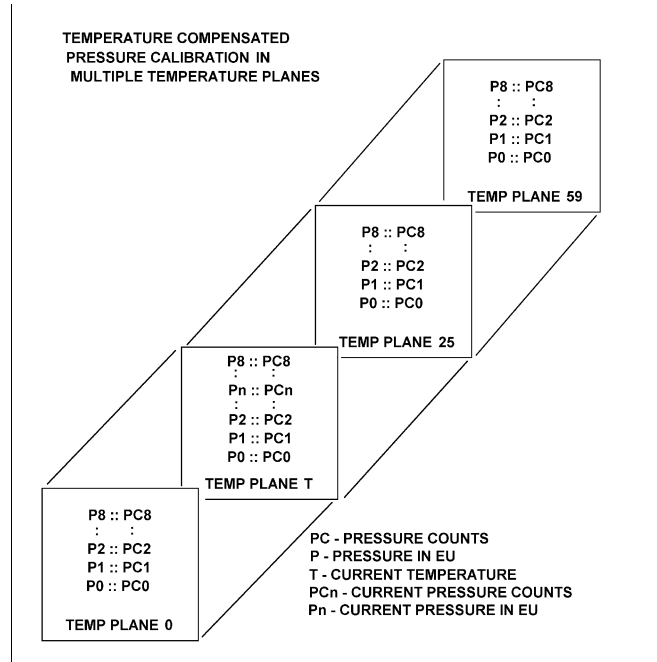 TEMPERATURE COMPENSATED
PRESSURE CALIBRATION IN
MULTIPLE TEMPERATURE PLANES
P8 :: PC8
: :
P2 :: PC2
P1 :: PC1
P0 :: PC0
TEMP PLANE 59
P8 :: PC8
: :
P2 :: PC2
P1 :: PC1
P0 :: PC0
TEMP PLANE 25
P8 :: PC8
: :
Pn :: PCn
: :
P2 :: PC2
P1 :: PC1
P0 :: PC0
TEMP PLANE T
P8 :: PC8
: :
P2 :: PC2
P1 :: PC1
P0 :: PC0
TEMP PLANE 0
PC - PRESSURE COUNTS
P - PRESSURE IN EU
T - CURRENT TEMPERATURE
PCn - CURRENT PRESSURE COUNTS
Pn - CURRENT PRESSURE IN EU